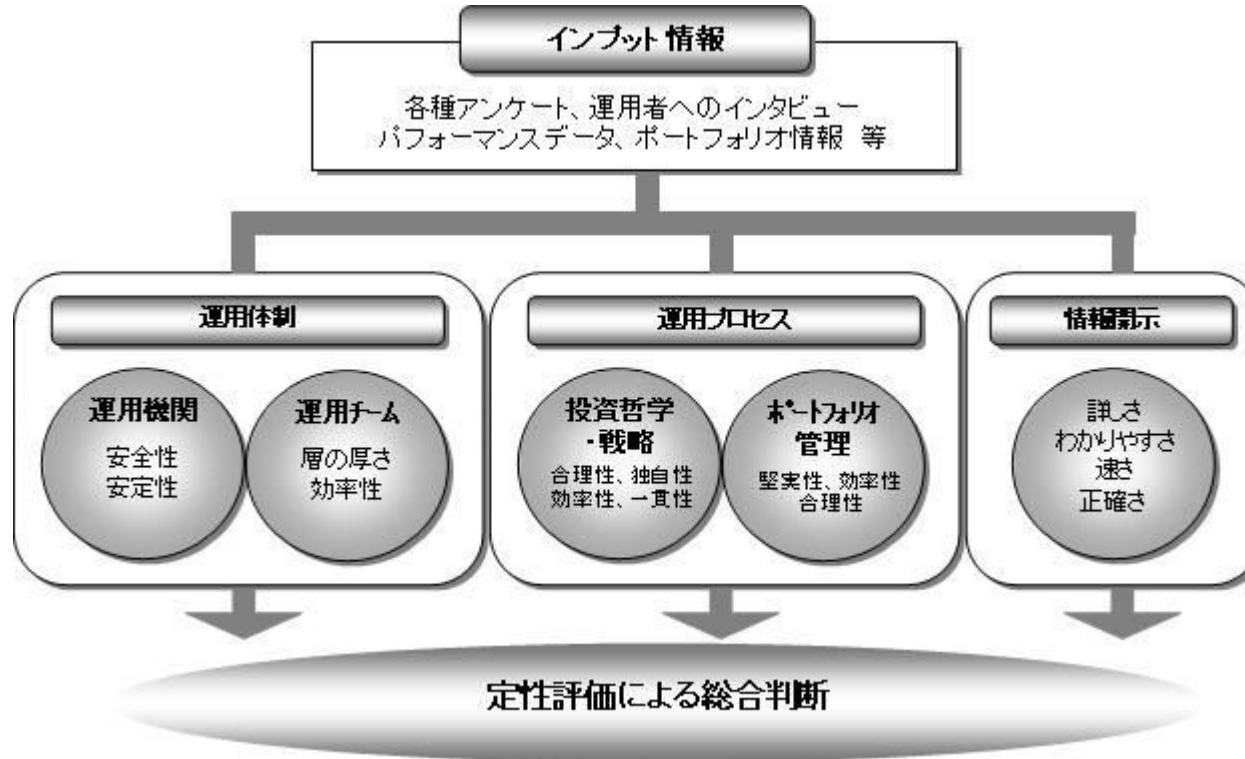 インプット情報
各種アンケート、運用者へのインタビュー
パフォーマンスデータ、ポートフォリオ情報 等
運用体制
運用機関
安全性
安定性
運用チーム
層の厚さ
効率性
運用プロセス
投資哲学
・戦略
合理性、独自性
効率性、一貫性
ポートフォリオ
管理
堅実性、効率性
合理性
情報開示
詳しさ
わかりやすさ
速さ
正確さ
定性評価による総合判断